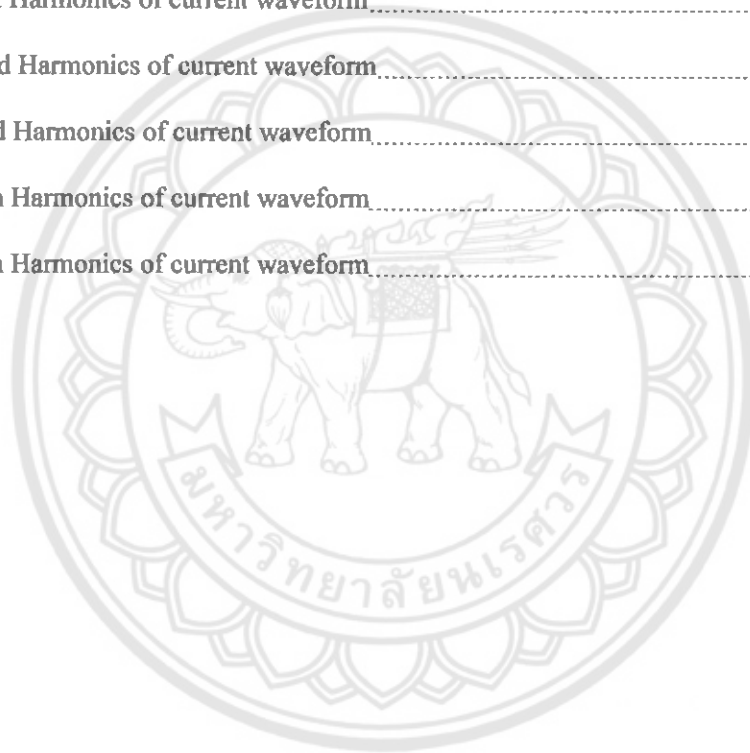 Harmonics of current waveform
d Harmonics of current waveform
d Harmonics of current waveform
h Harmonics of current waveform
h Harmonics of current waveform
มหาวิทยาลัยนเรศวร